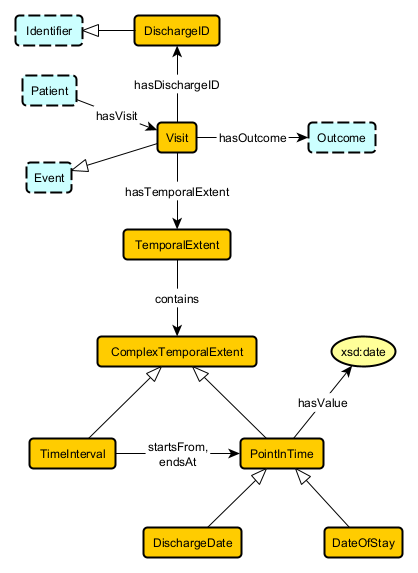 Identifier
DischargeID
hasDischargeID
Patient
hasVisit
Visit
hasOutcome
Outcome
Event
hasTemporalExtent
TemporalExtent
contains
ComplexTemporalExtent
xsd:date
hasValue
TimeInterval
startsFrom,
endsAt
PointInTime
DischargeDate
DateOfStay